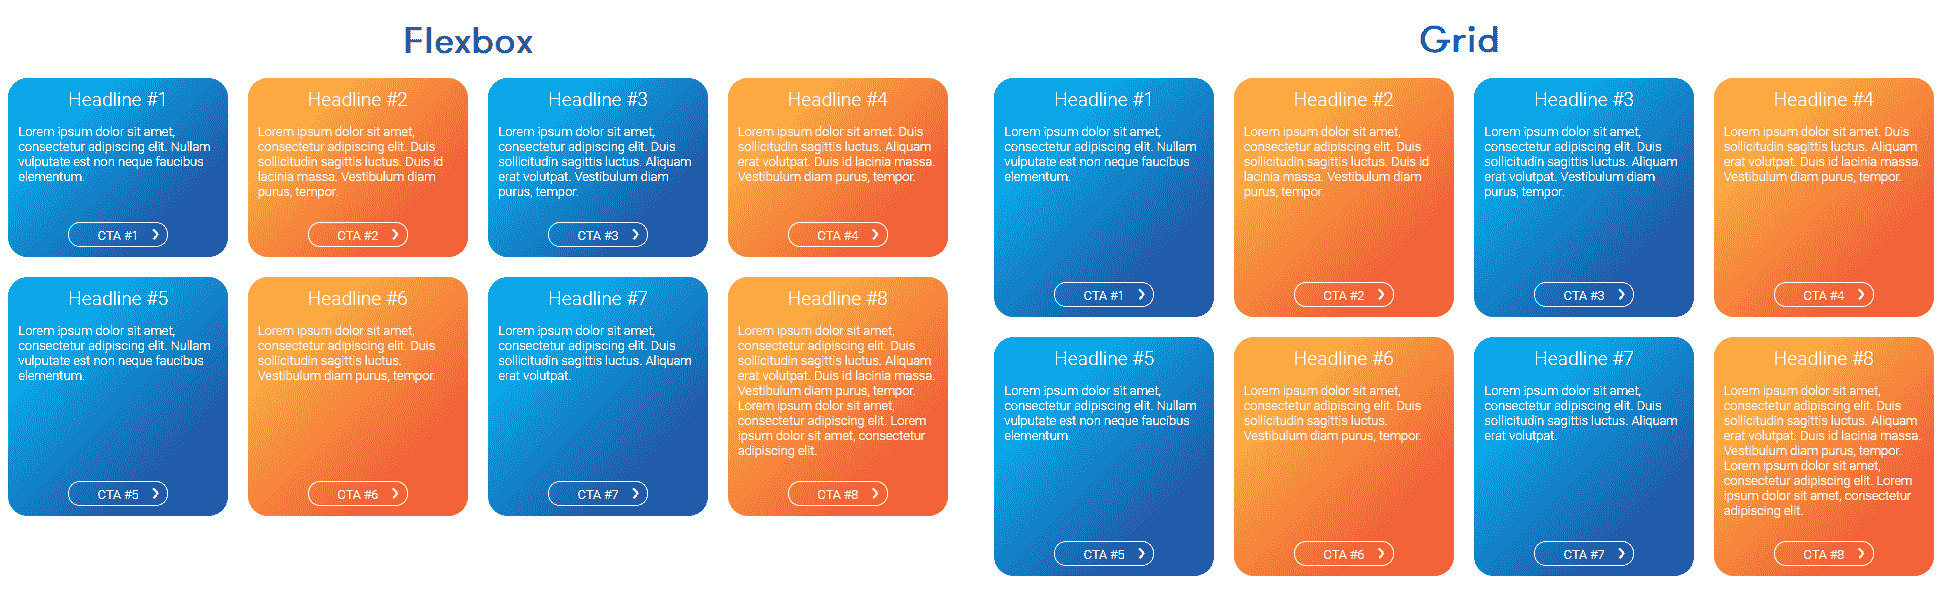 Flexbox
Headline #1
Lorem ipsum dolor sit amet,
consectetur adipiscing elit. Nullam
vulputate est non neque faucibus
elementum.
CTA #1
Headline #2
Lorem ipsum dolor sit amet,
consectetur adipiscing elit. Duis
sollicitudin sagittis luctus. Duis id
lacinia massa. Vestibulum diam
purus, tempor.
CTA #2
Headline #3
Lorem ipsum dolor sit amet,
consectetur adipiscing elit. Duis
sollicitudin sagittis luctus. Aliquam
erat volutpat. Vestibulum diam
purus, tempor.
CTA #3
Headline #4
Lorem ipsum dolor sit amet. Duis
sollicitudin sagittis luctus. Aliquam
erat volutpat. Duis id lacinia massa.
Vestibulum diam purus, tempor.
CTA #4
Headline #5
Lorem ipsum dolor sit amet,
consectetur adipiscing elit. Nullam
vulputate est non neque faucibus
elementum.
CTA #5
Headline #6
Lorem ipsum dolor sit amet,
consectetur adipiscing elit. Duis
sollicitudin sagittis luctus.
Vestibulum diam purus, tempor.
CTA #6
Headline #7
Lorem ipsum dolor sit amet,
consectetur adipiscing elit. Duis
sollicitudin sagittis luctus. Aliquam
erat volutpat.
CTA #7
Headline #8
Lorem ipsum dolor sit amet,
consectetur adipiscing elit. Duis
sollicitudin sagittis luctus. Aliquam
erat volutpat. Duis id lacinia massa.
Vestibulum diam purus, tempor.
Lorem ipsum dolor sit amet,
consectetur adipiscing elit. Lorem
ipsum dolor sit amet, consectetur
adipiscing elit.
CTA #8
Grid
Headline #1
Lorem ipsum dolor sit amet,
consectetur adipiscing elit. Nullam
vulputate est non neque faucibus
elementum.
CTA #1
Headline #2
Lorem ipsum dolor sit amet,
consectetur adipiscing elit. Duis
sollicitudin sagittis luctus. Duis id
lacinia massa. Vestibulum diam
purus, tempor.
CTA #2
Headline #3
Lorem ipsum dolor sit amet,
consectetur adipiscing elit. Duis
sollicitudin sagittis luctus. Aliquam
erat volutpat. Vestibulum diam
purus, tempor.
CTA #3
Headline #4
Lorem ipsum dolor sit amet. Duis
sollicitudin sagittis luctus. Aliquam
erat volutpat. Duis id lacinia massa.
Vestibulum diam purus, tempor.
CTA #4
Headline #5
Lorem ipsum dolor sit amet,
consectetur adipiscing elit. Nullam
vulputate est non neque faucibus
elementum.
CTA #5
Headline #6
Lorem ipsum dolor sit amet,
consectetur adipiscing elit. Duis
sollicitudin sagittis luctus.
Vestibulum diam purus, tempor.
CTA #6
Headline #7
Lorem ipsum dolor sit amet,
consectetur adipiscing elit. Duis
sollicitudin sagittis luctus. Aliquam
erat volutpat.
CTA #7
Headline #8
Lorem ipsum dolor sit amet,
consectetur adipiscing elit. Duis
sollicitudin sagittis luctus. Aliquam
erat volutpat. Duis id lacinia massa.
Vestibulum diam purus, tempor.
Lorem ipsum dolor sit amet,
consectetur adipiscing elit. Lorem
ipsum dolor sit amet, consectetur
adipiscing elit.
CTA #8